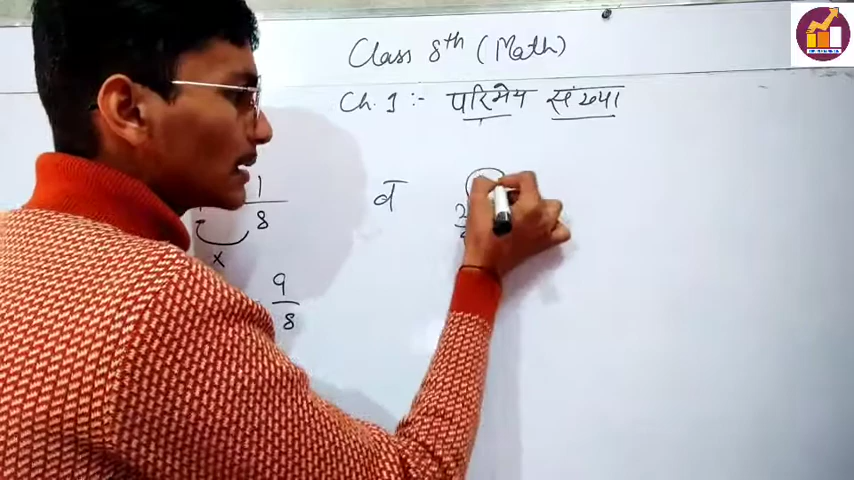 Class 8th (Math)
Ch. 1 :- परिमेय संख्या
1/8 व
x
9/8